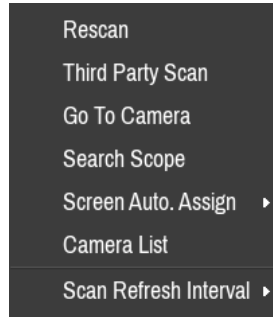 Rescan
Third Party Scan
Go To Camera
Search Scope
Screen Auto. Assign
Camera List
Scan Refresh Interval